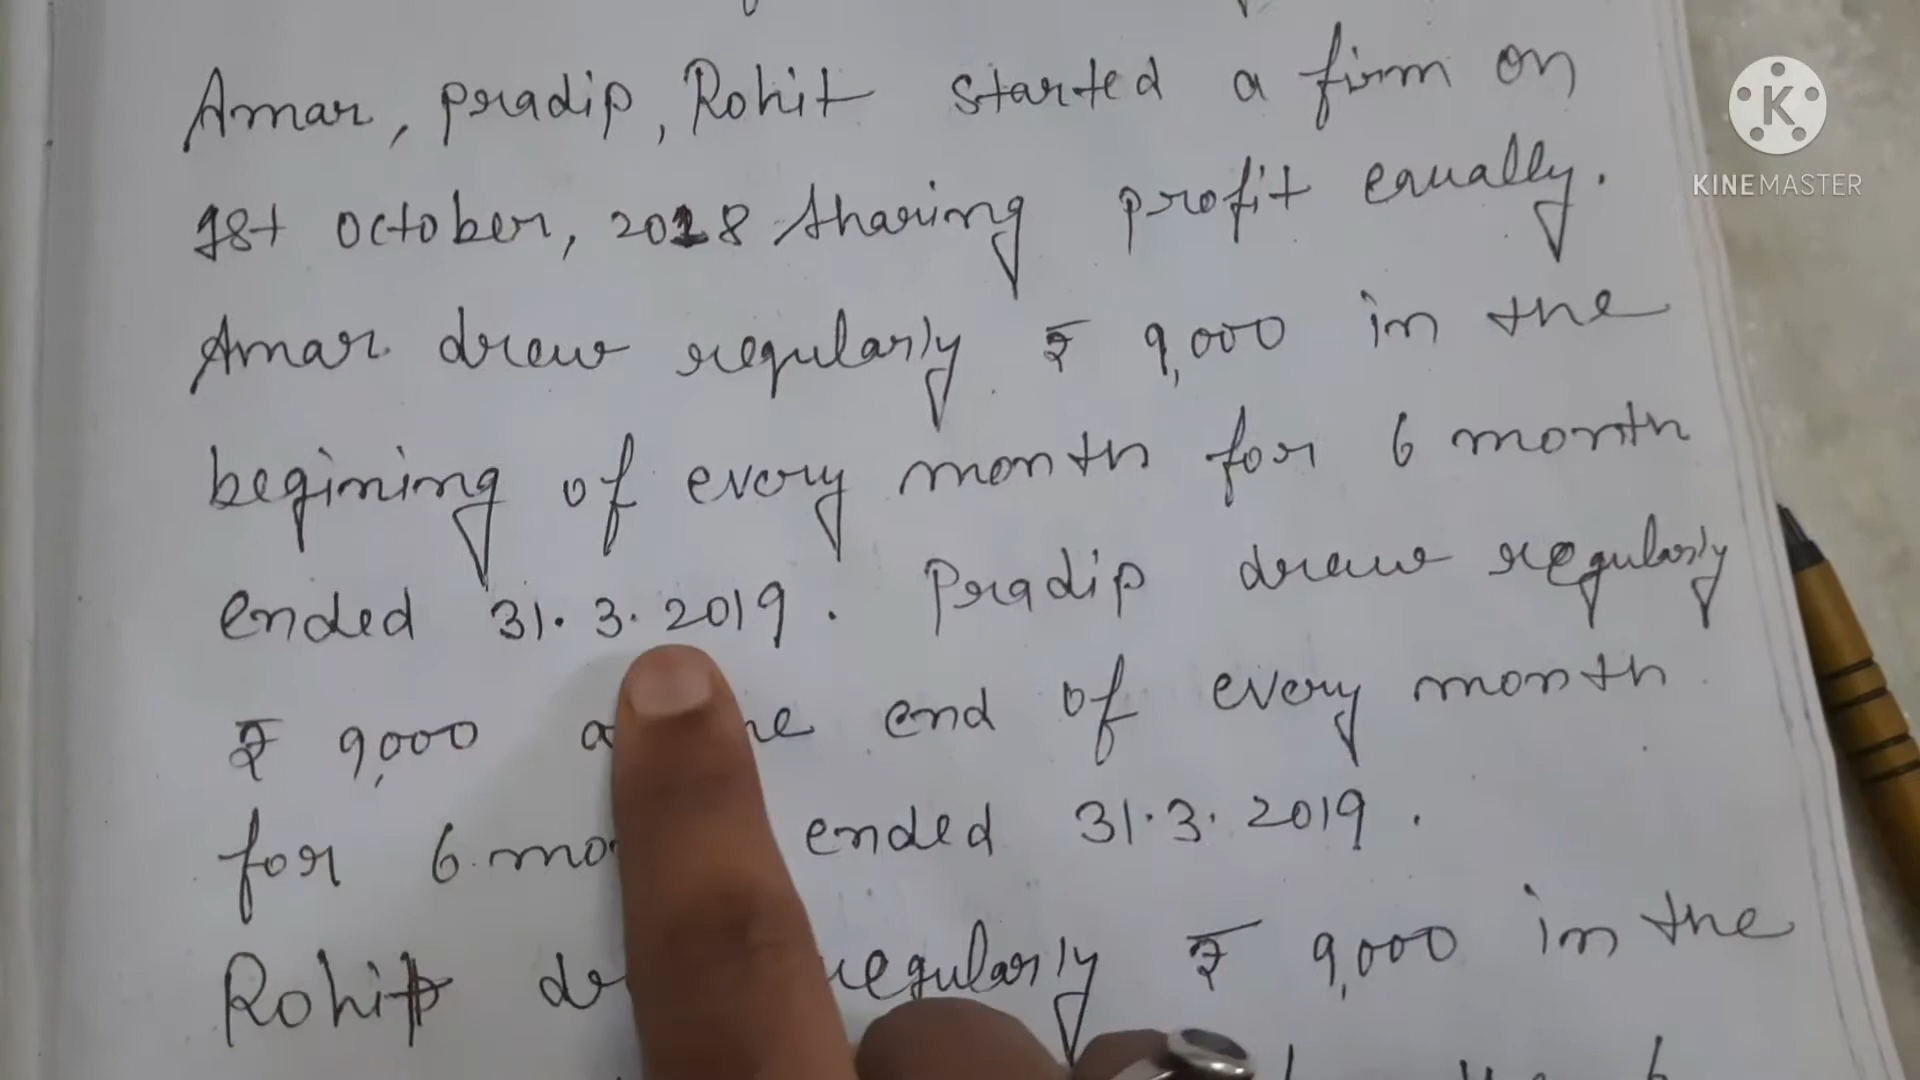 Amar, pradip, Rohit started a firm on
KINEMASTER
1st october, 2018 sharing profit equally.
Amar drew regularly ₹ 9,000 in the
begining of every month for 6 month
ended 31.3.2019. Pradip drew regularly
₹ 9,000 end of every month
for 6 ended 31.3.2019.
Rohit regularly ₹ 9,000 in the